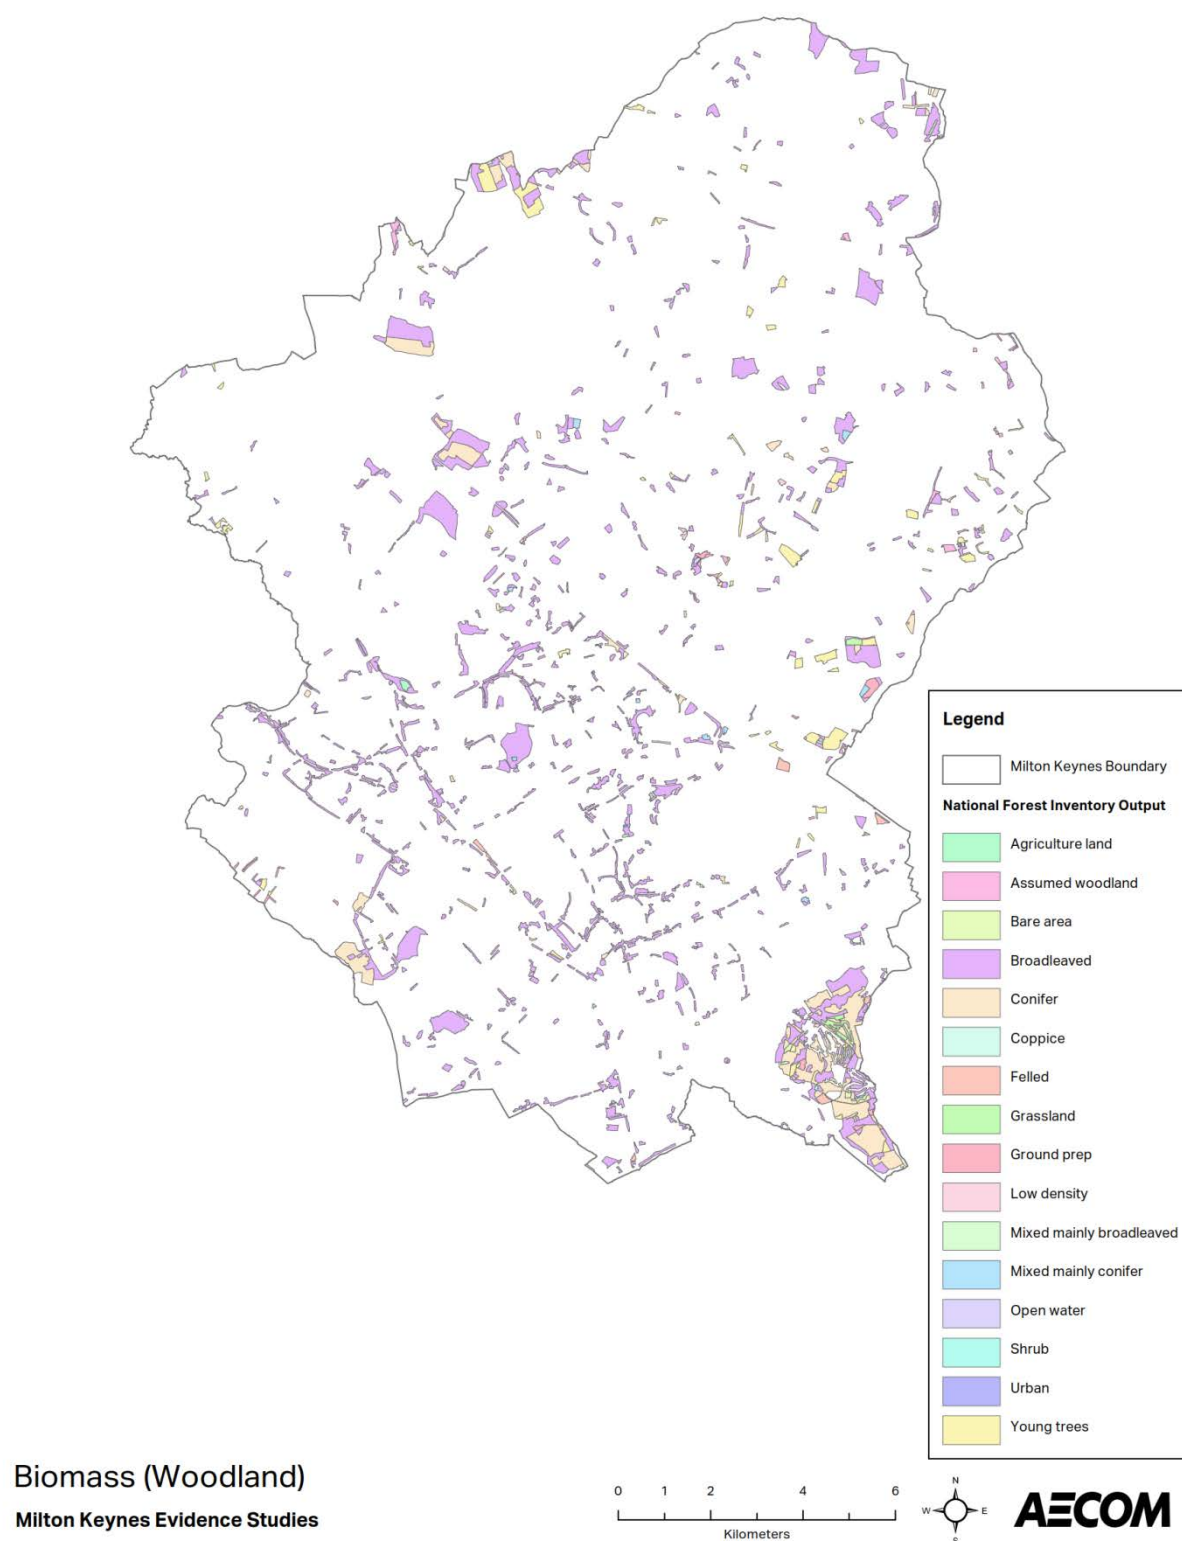 Legend
Milton Keynes Boundary
National Forest Inventory Output
Agriculture land
Assumed woodland
Bare area
Broadleaved
Conifer
Coppice
Felled
Grassland
Ground prep
Low density
Mixed mainly broadleaved
Mixed mainly conifer
Open water
Shrub
Urban
Young trees
Biomass (Woodland)
Milton Keynes Evidence Studies
0 1 2 4 6
Kilometers
N
W E
S
AECOM